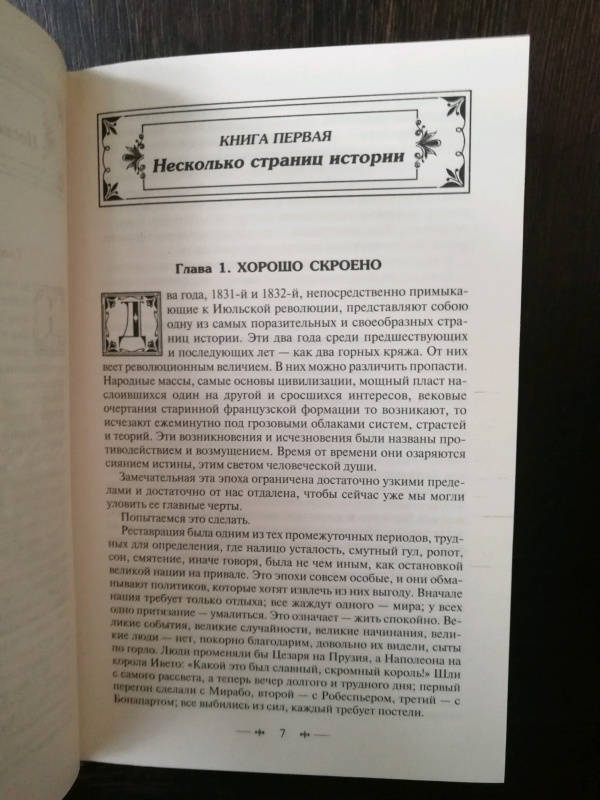 КНИГА ПЕРВАЯ
Несколько страниц истории
Глава 1. ХОРОШО СКРОЕНО
Два года, 1831-й и 1832-й, непосредственно примыка-
ющие к Июльской революции, представляют собою
одну из самых поразительных и своеобразных стра-
ниц истории. Эти два года среди предшествующих
и последующих лет — как два горных кряжа. От них
веет революционным величием. В них можно различить пропасти.
Народные массы, самые основы цивилизации, мощный пласт на-
слоившихся один на другой и сросшихся интересов, вековые
очертания старинной французской формации то возникают, то
исчезают ежеминутно под грозовыми облаками систем, страстей
и теорий. Эти возникновения и исчезновения были названы про-
тиводействием и возмущением. Время от времени они озаряются
сиянием истины, этим светом человеческой души.
Замечательная эта эпоха ограничена достаточно узкими преде-
лами и достаточно от нас отдалена, чтобы сейчас уже мы могли
уловить ее главные черты.
Попытаемся это сделать.
Реставрация была одним из тех промежуточных периодов, труд-
ных для определения, где налицо усталость, смутный гул, ропот,
сон, смятение, иначе говоря, была не чем иным, как остановкой
великой нации на привале. Это эпохи совсем особые, и они обма-
нывают политиков, которые хотят извлечь из них выгоду. Вначале
нация требует только отдыха; все жаждут одного — мира; у всех
одно притязание — умалиться. Это означает — жить спокойно. Ве-
ликие события, великие случайности, великие начинания, вели-
кие люди — нет, покорно благодарим, довольно их видели, сыты
по горло. Люди променяли бы Цезаря на Прузия, а Наполеона на
короля Ивето: «Какой это был славный, скромный король!» Шли
с самого рассвета, а теперь вечер долгого и трудного дня; первый
перегон сделали с Мирабо, второй — с Робеспьером, третий — с
Бонапартом; все выбились из сил, каждый требует постели.
7